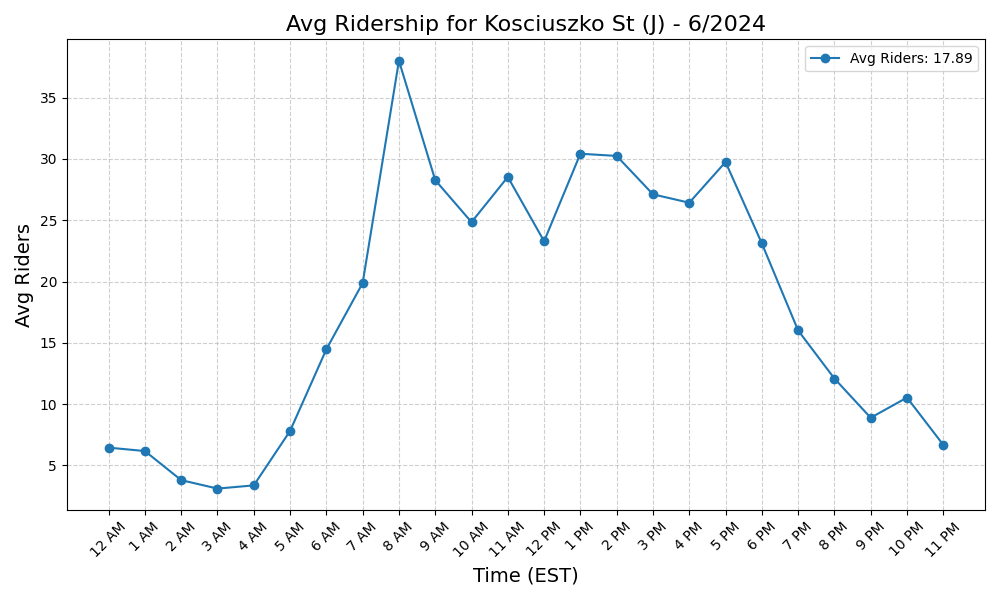 Avg Ridership for Kosciuszko St (J) - 6/2024
Avg Riders: 17.89
Avg Riders
35
30
25
20
15
10
5
12 AM
1 AM
2 AM
3 AM
4 AM
5 AM
6 AM
7 AM
8 AM
9 AM
10 AM
11 AM
12 PM
1 PM
2 PM
3 PM
4 PM
5 PM
6 PM
7 PM
8 PM
9 PM
10 PM
11 PM
Time (EST)